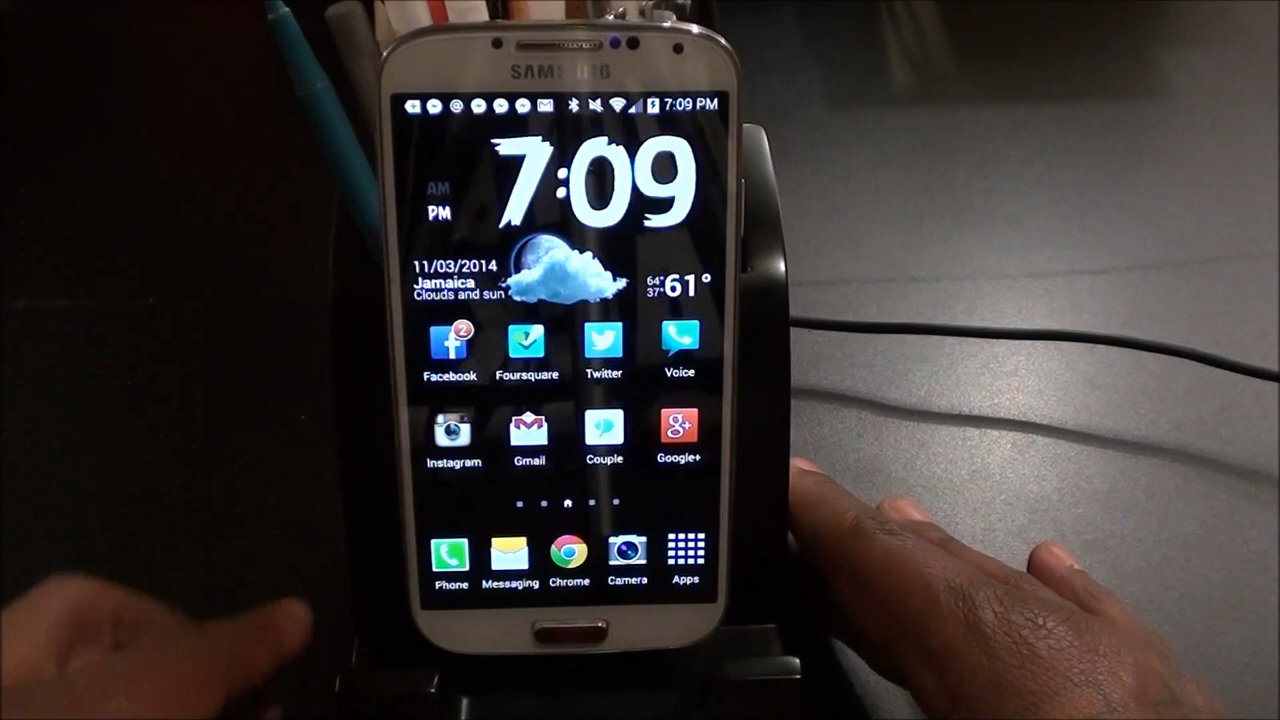 SAMSUNG
7:09 PM
7:09
AM
PM
11/03/2014
Jamaica
Clouds and sun
64°
37°
61°
2
Facebook Foursquare Twitter Voice
Instagram Gmail Couple Google+
Phone Messaging Chrome Camera Apps